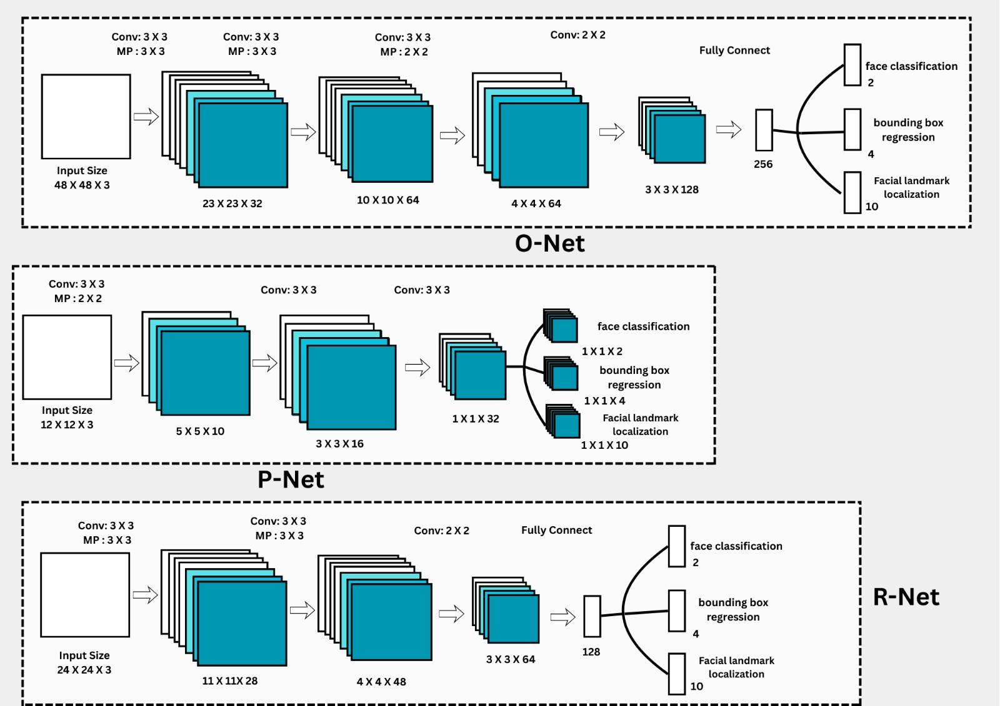 Conv: 3 X 3
MP : 3 X 3
Conv: 3 X 3
MP : 3 X 3
Conv: 3 X 3
MP : 2 X 2
Conv: 2 X 2
Fully Connect
Input Size
48 X 48 X 3
23 X 23 X 32
10 X 10 X 64
4 X 4 X 64
3 X 3 X 128
256
face classification
2
bounding box
regression
4
Facial landmark
localization
10
O-Net
Conv: 3 X 3
MP : 2 X 2
Conv: 3 X 3
Conv: 3 X 3
Input Size
12 X 12 X 3
5 X 5 X 10
3 X 3 X 16
1 X 1 X 32
face classification
1 X 1 X 2
bounding box
regression
1 X 1 X 4
Facial landmark
localization
1 X 1 X 10
P-Net
Conv: 3 X 3
MP : 3 X 3
Conv: 3 X 3
MP : 3 X 3
Conv: 2 X 2
Fully Connect
Input Size
24 X 24 X 3
11 X 11X 28
4 X 4 X 48
3 X 3 X 64
128
face classification
2
bounding box
regression
4
Facial landmark
localization
10
R-Net